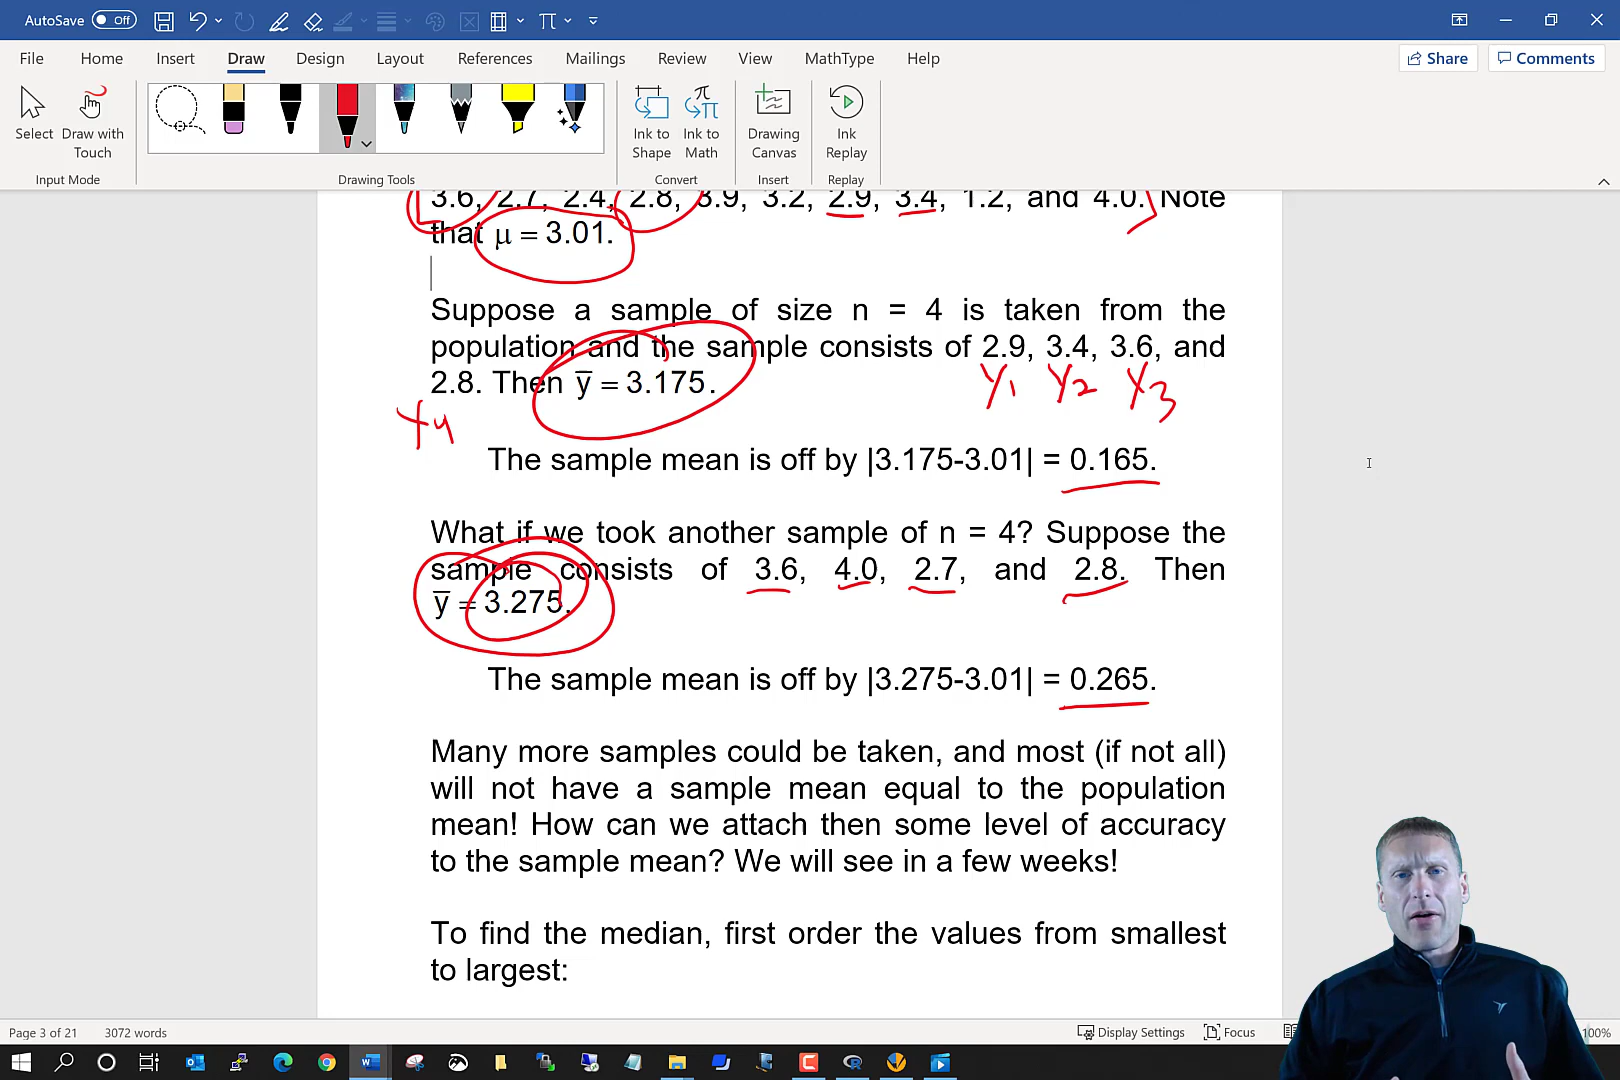 AutoSave Off
File Home Insert Draw Design Layout References Mailings Review View MathType Help Share Comments
Select
Draw with Touch
Ink to Shape
Ink to Math
Drawing Canvas
Ink Replay
Input Mode Drawing Tools Convert Insert Replay
3.6, 2.7, 2.4, 2.8, 3.9, 3.2, 2.9, 3.4, 1.2, and 4.0. Note
that μ = 3.01.
Suppose a sample of size n = 4 is taken from the
population and the sample consists of 2.9, 3.4, 3.6, and
2.8. Then y̅ = 3.175.
Y1 Y2 Y3
Y4
The sample mean is off by |3.175-3.01| = 0.165.
What if we took another sample of n = 4? Suppose the
sample consists of 3.6, 4.0, 2.7, and 2.8. Then
y̅ = 3.275.
The sample mean is off by |3.275-3.01| = 0.265.
Many more samples could be taken, and most (if not all)
will not have a sample mean equal to the population
mean! How can we attach then some level of accuracy
to the sample mean? We will see in a few weeks!
To find the median, first order the values from smallest
to largest:
Page 3 of 21 3072 words Display Settings Focus 100%